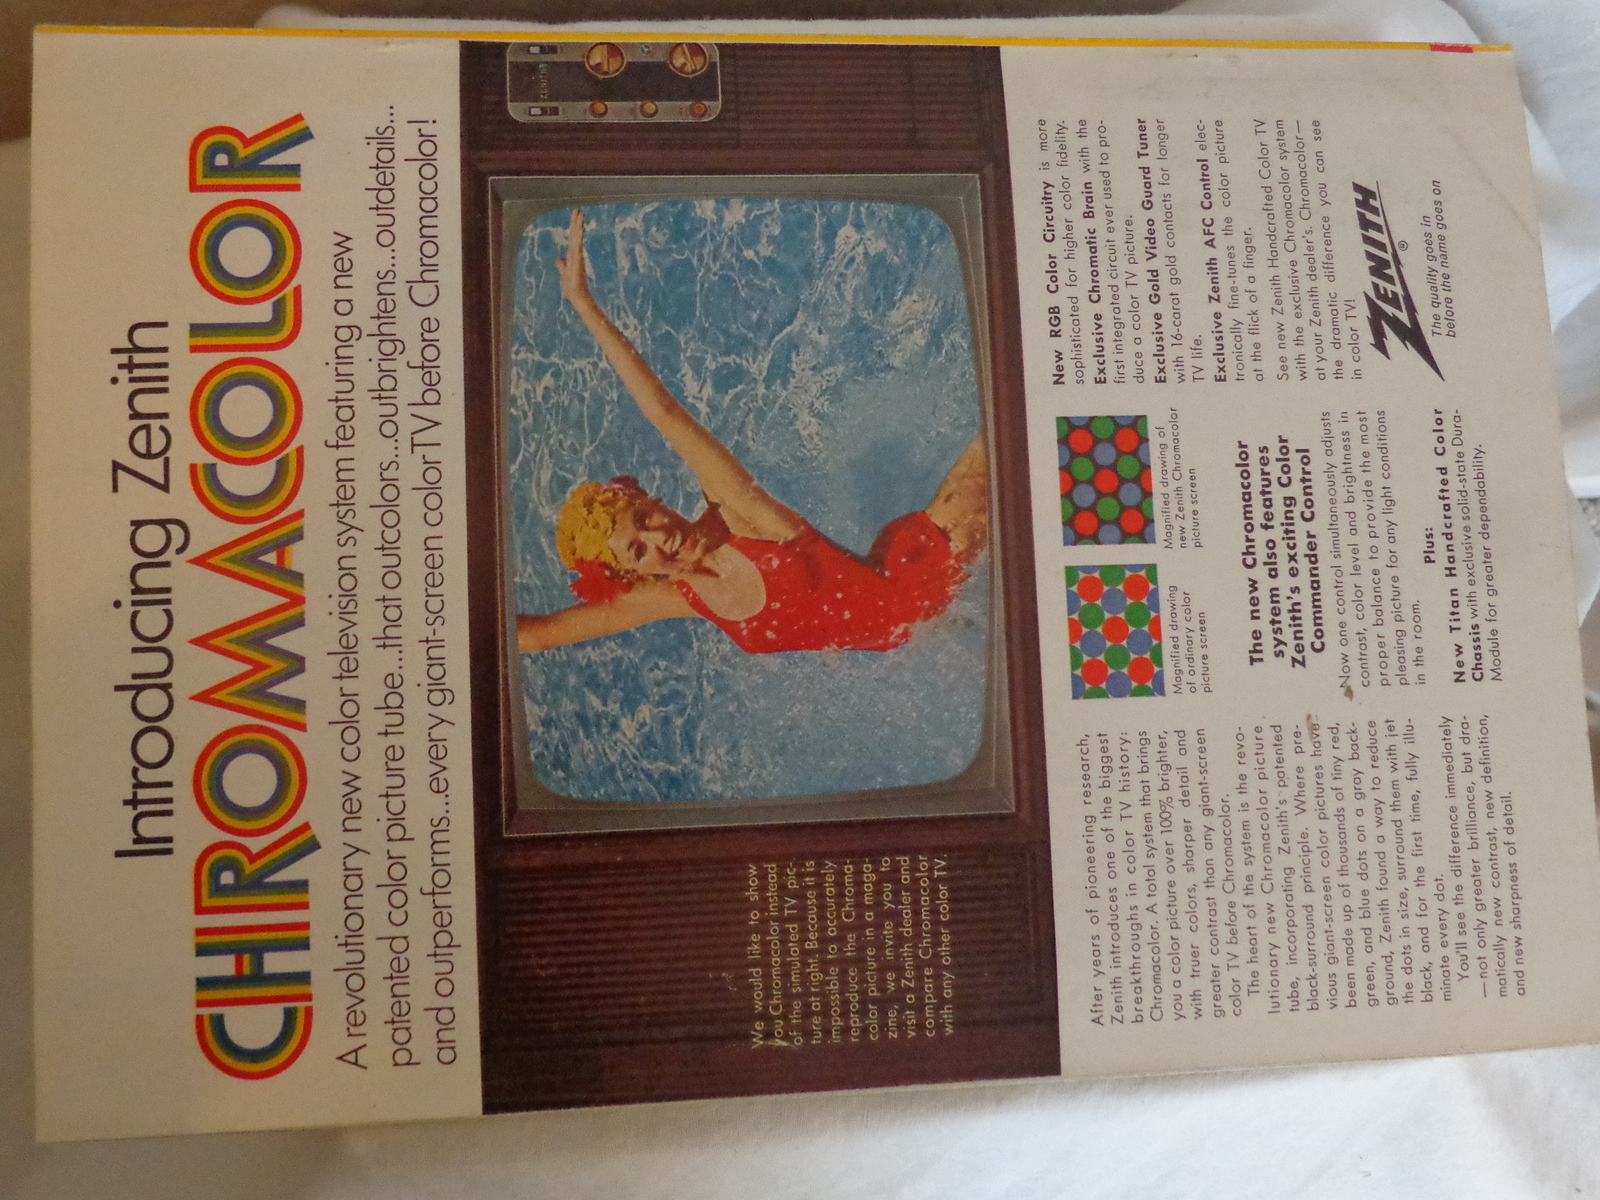 Introducing Zenith
CHROMACOLOR
A revolutionary new color television system featuring a new
patented color picture tube...that outcolors...outbrightens...outdetails...
and outperforms...every giant-screen color TV before Chromacolor!
ZENITH
We would like to show
you Chromacolor instead
of the simulated TV pic-
ture at right. Because it is
impossible to accurately
reproduce the Chroma-
color picture in a maga-
zine, we invite you to
visit a Zenith dealer and
compare Chromacolor
with any other color TV.
After years of pioneering research,
Zenith introduces one of the biggest
breakthroughs in color TV history:
Chromacolor. A total system that brings
you a color picture over 100% brighter,
with truer colors, sharper detail and
greater contrast than any giant-screen
color TV before Chromacolor.
The heart of the system is the revo-
lutionary new Chromacolor picture
tube, incorporating Zenith's patented
black-surround principle. Where pre-
vious giant-screen color pictures have
been made up of thousands of tiny red,
green, and blue dots on a gray back-
ground, Zenith found a way to reduce
the dots in size, surround them with jet
black, and for the first time, fully illu-
minate every dot.
You'll see the difference immediately
—not only greater brilliance, but dra-
matically new contrast, new definition,
and new sharpness of detail.
Magnified drawing
of ordinary color
picture screen
Magnified drawing of
new Zenith Chromacolor
picture screen
The new Chromacolor
system also features
Zenith's exciting Color
Commander Control
Now one control simultaneously adjusts
contrast, color level and brightness in
proper balance to provide the most
pleasing picture for any light conditions
in the room.
Plus:
New Titan Handcrafted Color
Chassis with exclusive solid-state Dura-
Module for greater dependability.
New RGB Color Circuitry is more
sophisticated for higher color fidelity.
Exclusive Chromatic Brain with the
first integrated circuit ever used to pro-
duce a color TV picture.
Exclusive Gold Video Guard Tuner
with 16-carat gold contacts for longer
TV life.
Exclusive Zenith AFC Control elec-
tronically fine-tunes the color picture
at the flick of a finger.
See new Zenith Handcrafted Color TV
with the exclusive Chromacolor system
at your Zenith dealer's. Chromacolor—
the dramatic difference you can see
in color TV!
ZENITH®
The quality goes in
before the name goes on